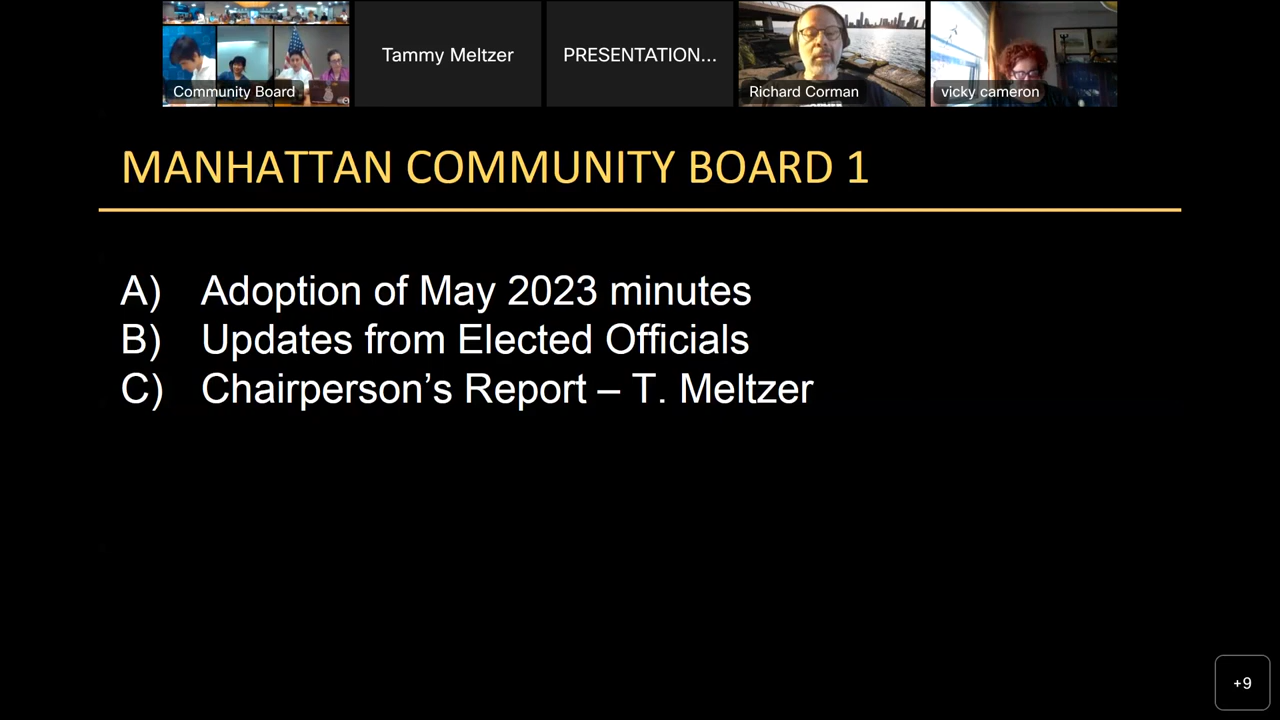 Community Board
Tammy Meltzer
PRESENTATION...
Richard Corman
vicky cameron
MANHATTAN COMMUNITY BOARD 1
A) Adoption of May 2023 minutes
B) Updates from Elected Officials
C) Chairperson’s Report – T. Meltzer
+9